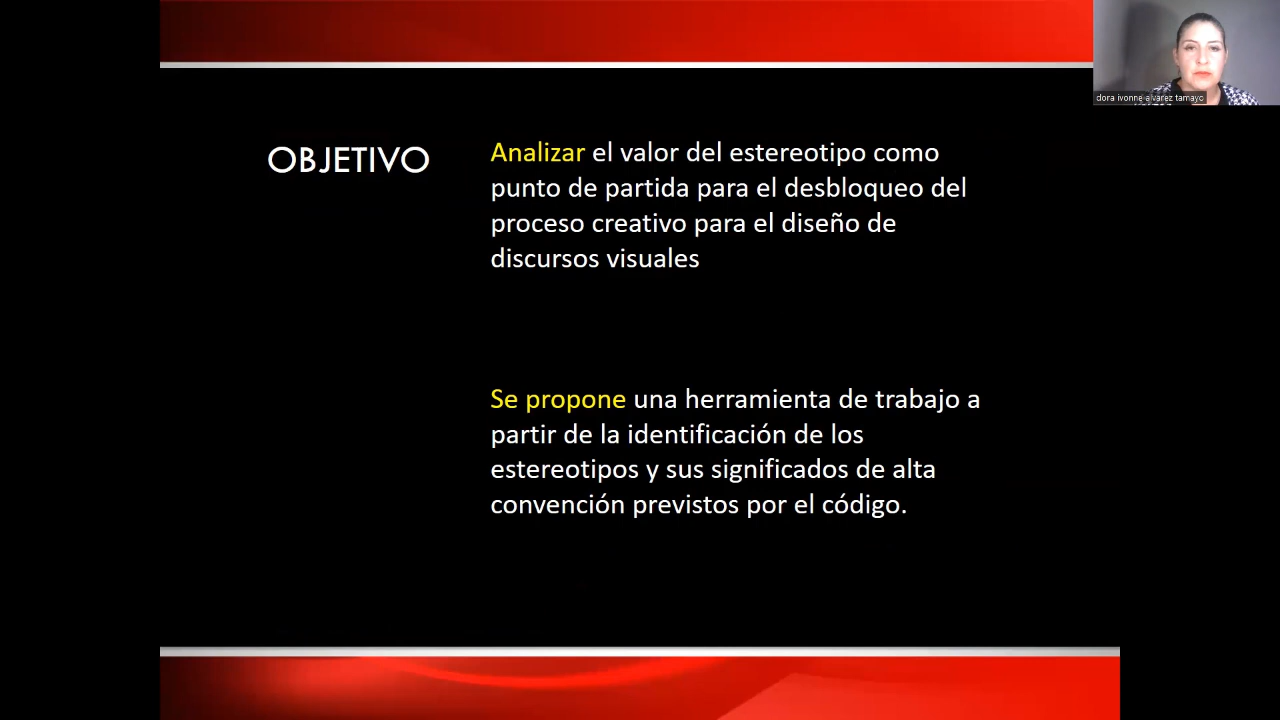 dora ivonne alvarez tamayo
OBJETIVO
Analizar el valor del estereotipo como
punto de partida para el desbloqueo del
proceso creativo para el diseño de
discursos visuales
Se propone una herramienta de trabajo a
partir de la identificación de los
estereotipos y sus significados de alta
convención previstos por el código.